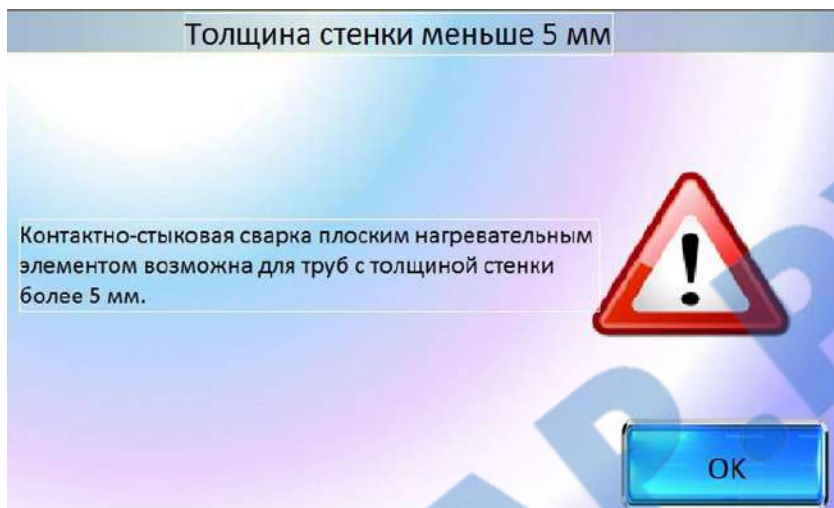 Толщина стенки меньше 5 мм
Контактно-стыковая сварка плоским нагревательным
элементом возможна для труб с толщиной стенки
более 5 мм.
OK